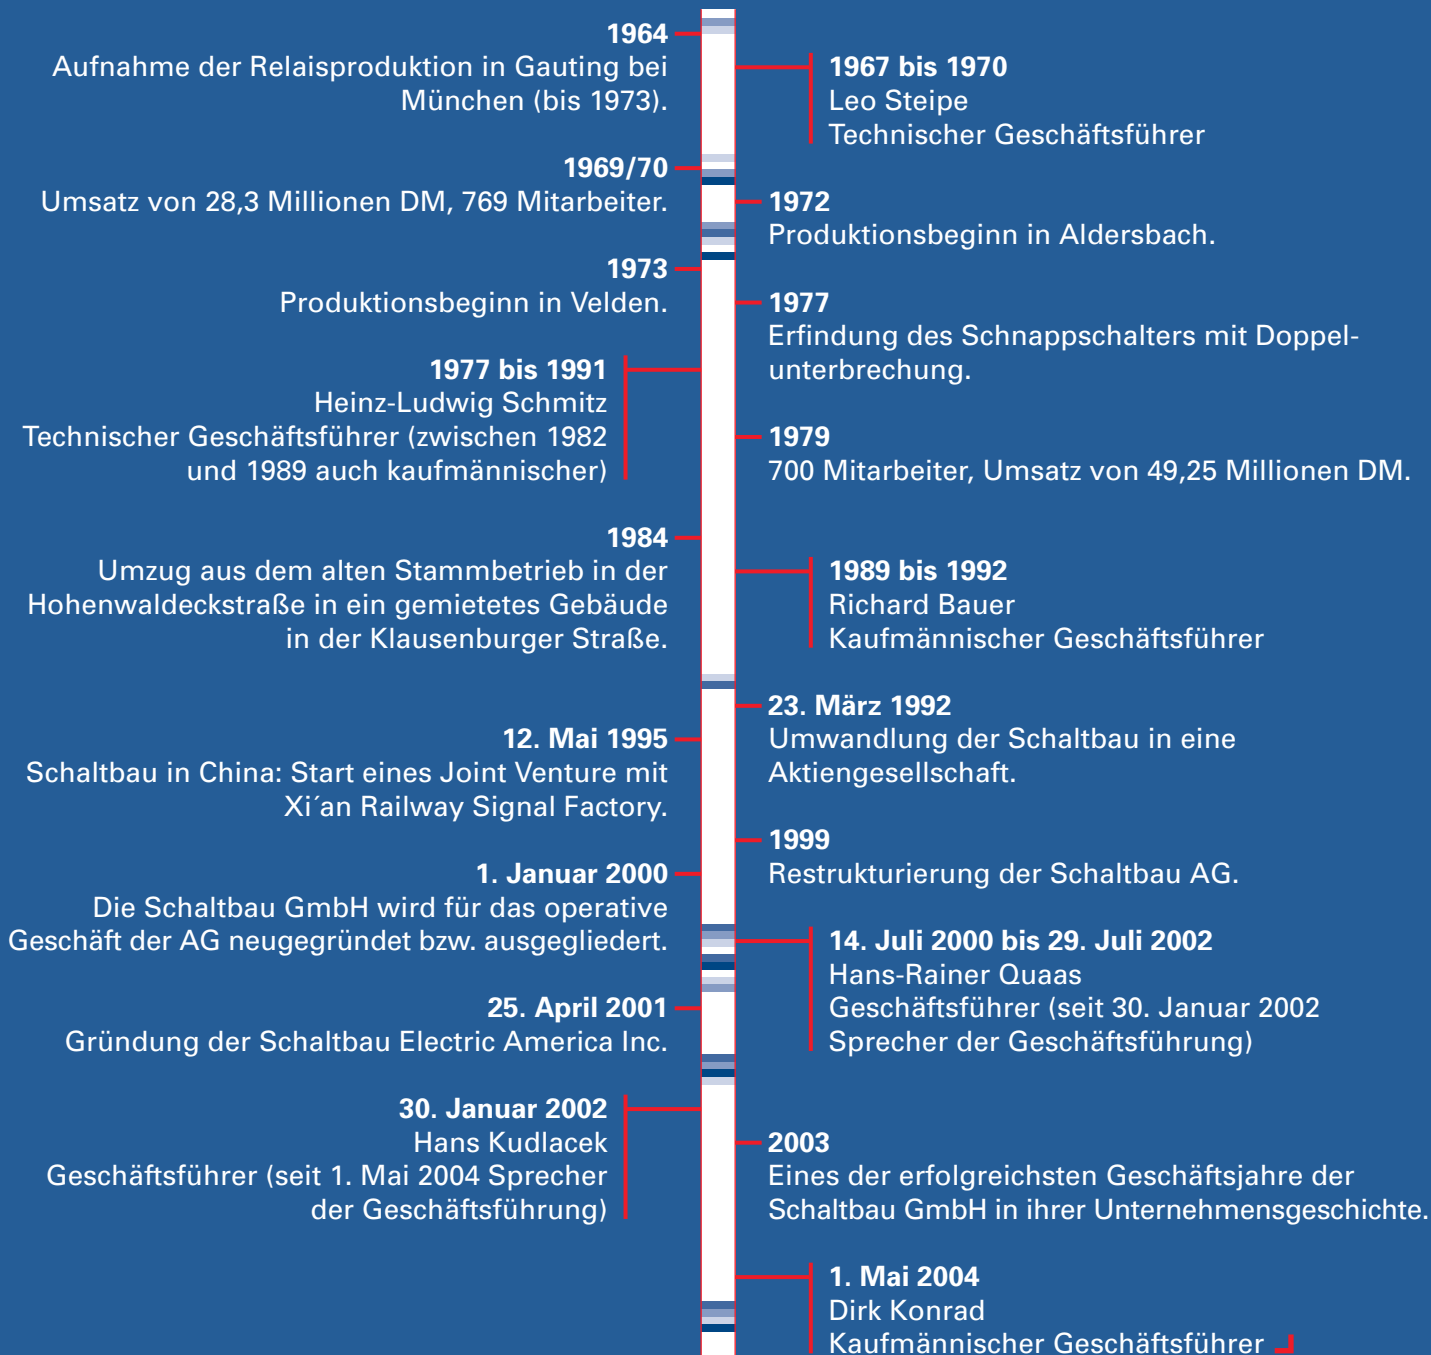 1964
Aufnahme der Relaisproduktion in Gauting bei
München (bis 1973).
1967 bis 1970
Leo Steipe
Technischer Geschäftsführer
1969/70
Umsatz von 28,3 Millionen DM, 769 Mitarbeiter.
1972
Produktionsbeginn in Aldersbach.
1973
Produktionsbeginn in Velden.
1977
Erfindung des Schnappschalters mit Doppel-
unterbrechung.
1977 bis 1991
Heinz-Ludwig Schmitz
Technischer Geschäftsführer (zwischen 1982
und 1989 auch kaufmännischer)
1979
700 Mitarbeiter, Umsatz von 49,25 Millionen DM.
1984
Umzug aus dem alten Stammbetrieb in der
Hohenwaldeckstraße in ein gemietetes Gebäude
in der Klausenburger Straße.
1989 bis 1992
Richard Bauer
Kaufmännischer Geschäftsführer
23. März 1992
Umwandlung der Schaltbau in eine
Aktiengesellschaft.
12. Mai 1995
Schaltbau in China: Start eines Joint Venture mit
Xi´an Railway Signal Factory.
1999
Restrukturierung der Schaltbau AG.
1. Januar 2000
Die Schaltbau GmbH wird für das operative
Geschäft der AG neugegründet bzw. ausgegliedert.
14. Juli 2000 bis 29. Juli 2002
Hans-Rainer Quaas
Geschäftsführer (seit 30. Januar 2002
Sprecher der Geschäftsführung)
25. April 2001
Gründung der Schaltbau Electric America Inc.
30. Januar 2002
Hans Kudlacek
Geschäftsführer (seit 1. Mai 2004 Sprecher
der Geschäftsführung)
2003
Eines der erfolgreichsten Geschäftsjahre der
Schaltbau GmbH in ihrer Unternehmensgeschichte.
1. Mai 2004
Dirk Konrad
Kaufmännischer Geschäftsführer